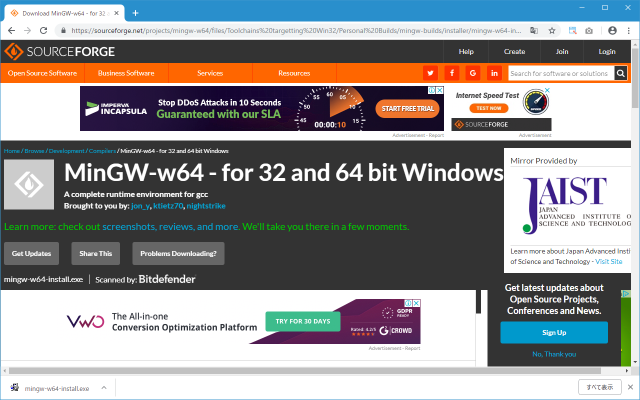 Download MinGW-w64 - for 32 a
https://sourceforge.net/projects/mingw-w64/files/Toolchains%20targetting%20Win32/Personal%20Builds/mingw-builds/installer/mingw-w64-in...
SOURCEFORGE
Help Create Join Login
Open Source Software Business Software Services Resources
Search for software or solutions
IMPERVA INCAPSULA
Stop DDoS Attacks in 10 Seconds
Guaranteed with our SLA
60
10
00:00:10
START FREE TRIAL
Advertisement - Report
Internet Speed Test
TEST NOW
SOURCEFORGE
Advertisement
Home / Browse / Development / Compilers / MinGW-w64 - for 32 and 64 bit Windows
MinGW-w64 - for 32 and 64 bit Windows
A complete runtime environment for gcc
Brought to you by: jon_y, ktietz70, nightstrike
Learn more: check out screenshots, reviews, and more. We'll take you there in a few moments.
Get Updates Share This Problems Downloading?
mingw-w64-install.exe Scanned by: Bitdefender
Mirror Provided by
JAIST
JAPAN
ADVANCED INSTITUTE O
SCIENCE AND TECHNOLOGY
Learn more about Japan Advanced Insti
of Science and Technology - Visit Site
Get latest updates about
Open Source Projects,
Conferences and News.
Sign Up
No, Thank you
VWO
The All-in-one
Conversion Optimization Platform
TRY FOR 30 DAYS
GDPR
READY
Rated: 4.2/5
G CROWD
Advertisement - Report
mingw-w64-install.exe
すべて表示